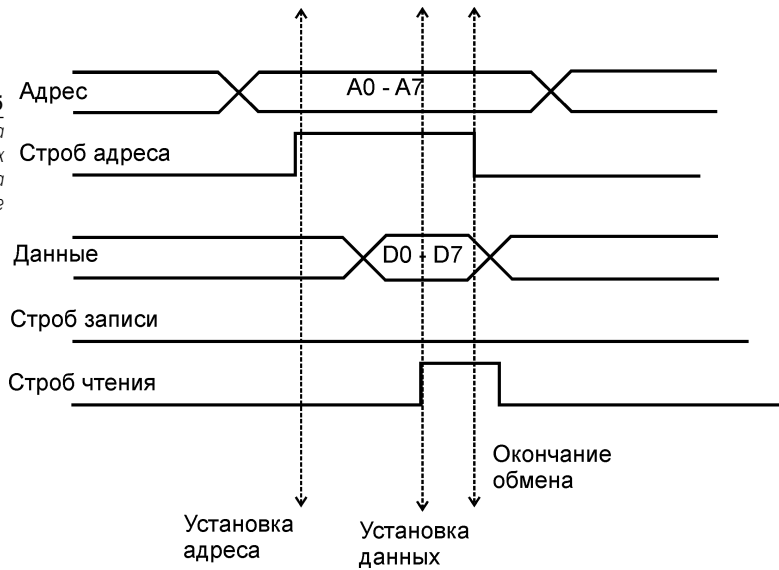 Адрес
A0 - A7
Строб адреса
Данные
D0 - D7
Строб записи
Строб чтения
Окончание
обмена
Установка
адреса
Установка
данных